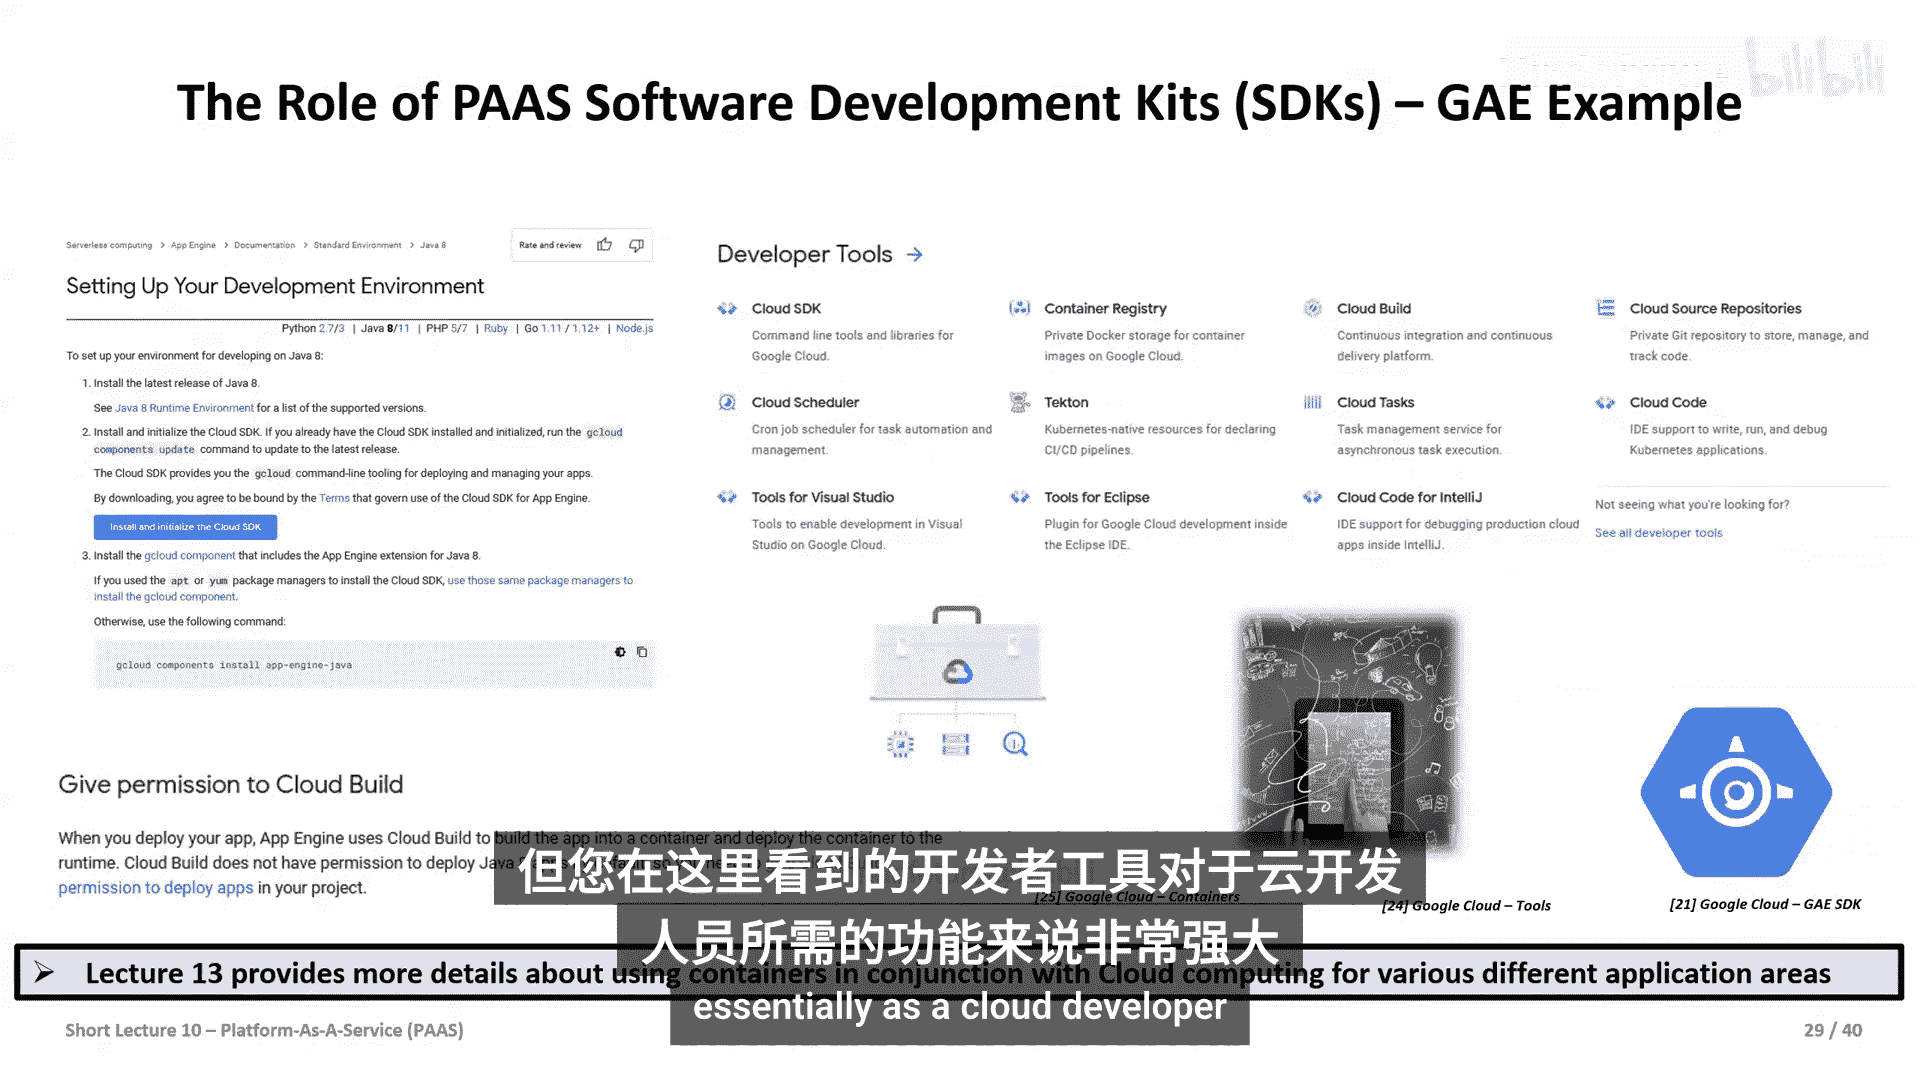 bilibili
The Role of PAAS Software Development Kits (SDKs) – GAE Example
Serverless computing > App Engine > Documentation > Standard Environment > Java 8
Rate and review
Setting Up Your Development Environment
Python 2.7/3 | Java 8/11 | PHP 5/7 | Ruby | Go 1.11 / 1.12+ | Node.js
To set up your environment for developing on Java 8:
1. Install the latest release of Java 8.
See Java 8 Runtime Environment for a list of the supported versions.
2. Install and initialize the Cloud SDK. If you already have the Cloud SDK installed and initialized, run the gcloud
components update command to update to the latest release.
The Cloud SDK provides you the gcloud command-line tooling for deploying and managing your apps.
By downloading, you agree to be bound by the Terms that govern use of the Cloud SDK for App Engine.
Install and initialize the Cloud SDK
3. Install the gcloud component that includes the App Engine extension for Java 8.
If you used the apt or yum package managers to install the Cloud SDK, use those same package managers to
install the gcloud component.
Otherwise, use the following command:
gcloud components install app-engine-java
Developer Tools →
Cloud SDK
Command line tools and libraries for
Google Cloud.
Container Registry
Private Docker storage for container
images on Google Cloud.
Cloud Build
Continuous integration and continuous
delivery platform.
Cloud Source Repositories
Private Git repository to store, manage, and
track code.
Cloud Scheduler
Cron job scheduler for task automation and
management.
Tekton
Kubernetes-native resources for declaring
CI/CD pipelines.
Cloud Tasks
Task management service for
asynchronous task execution.
Cloud Code
IDE support to write, run, and debug
Kubernetes applications.
Tools for Visual Studio
Tools to enable development in Visual
Studio on Google Cloud.
Tools for Eclipse
Plugin for Google Cloud development inside
the Eclipse IDE.
Cloud Code for IntelliJ
IDE support for debugging production cloud
apps inside IntelliJ.
Not seeing what you're looking for?
See all developer tools
Give permission to Cloud Build
When you deploy your app, App Engine uses Cloud Build to build the app into a container and deploy the container to the
runtime. Cloud Build does not have permission to deploy Java
permission to deploy apps in your project.
[25] Google Cloud – Containers
[24] Google Cloud – Tools
[21] Google Cloud – GAE SDK
但您在这里看到的开发者工具对于云开发
人员所需的功能来说非常强大
essentially as a cloud developer
➢ Lecture 13 provides more details about using containers in conjunction with Cloud computing for various different application areas
Short Lecture 10 – Platform-As-A-Service (PAAS)
29 / 40